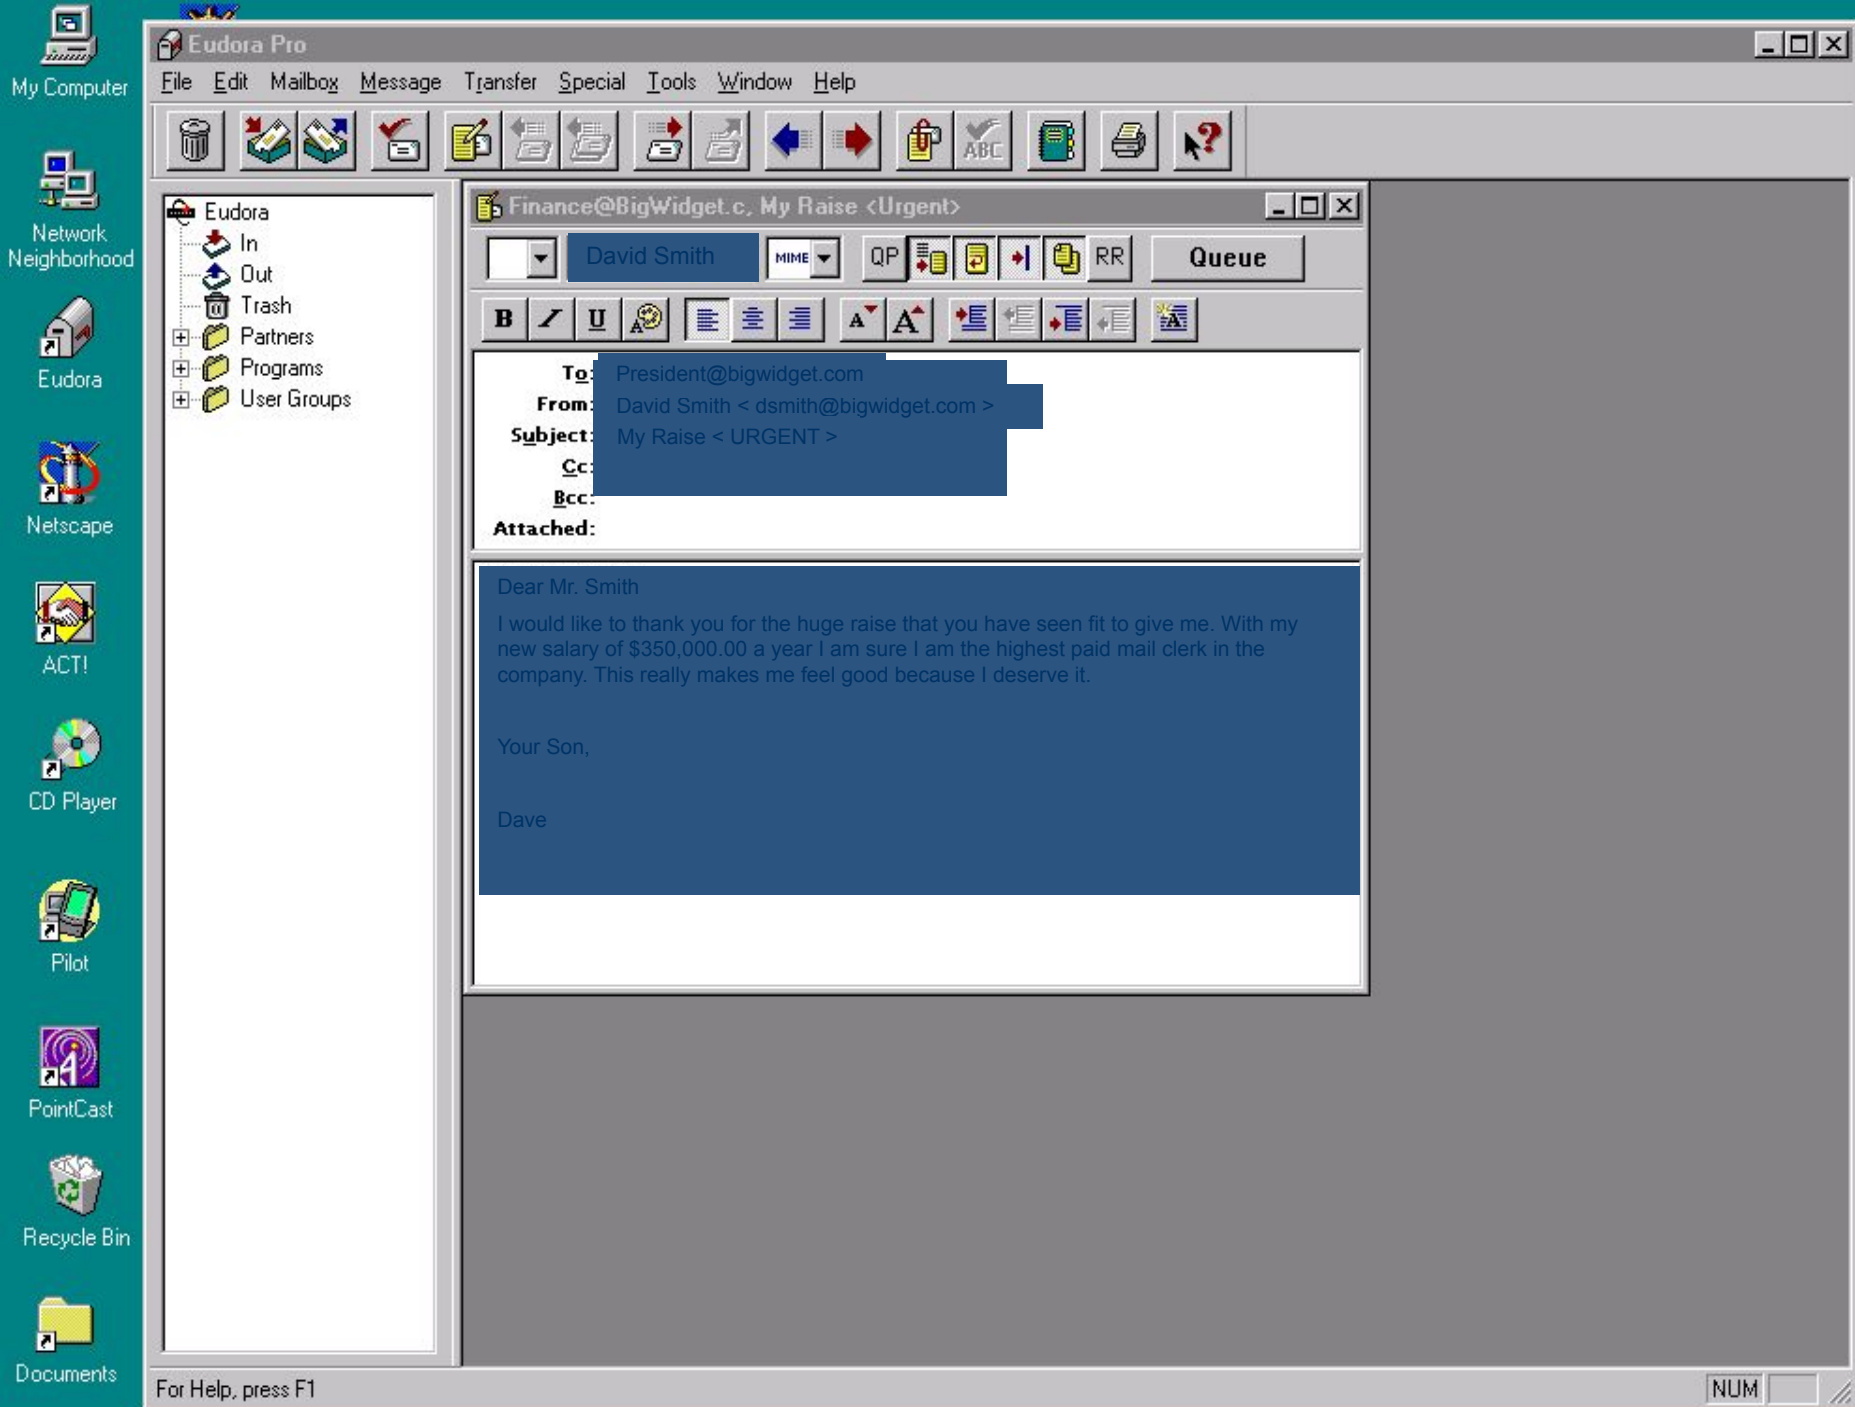 My Computer
Network
Neighborhood
Eudora
Netscape
ACT!
CD Player
Pilot
PointCast
Recycle Bin
Documents
Eudora Pro
File Edit Mailbox Message Transfer Special Tools Window Help
ABC
Eudora
In
Out
Trash
Partners
Programs
User Groups
Finance@BigWidget.c, My Raise <Urgent>
David Smith MIME QP RR Queue
B I U A A A A
To: President@bigwidget.com
From: David Smith < dsmith@bigwidget.com >
Subject: My Raise < URGENT >
Cc:
Bcc:
Attached:
Dear Mr. Smith
I would like to thank you for the huge raise that you have seen fit to give me. With my
new salary of $350,000.00 a year I am sure I am the highest paid mail clerk in the
company. This really makes me feel good because I deserve it.
Your Son,
Dave
For Help, press F1
NUM